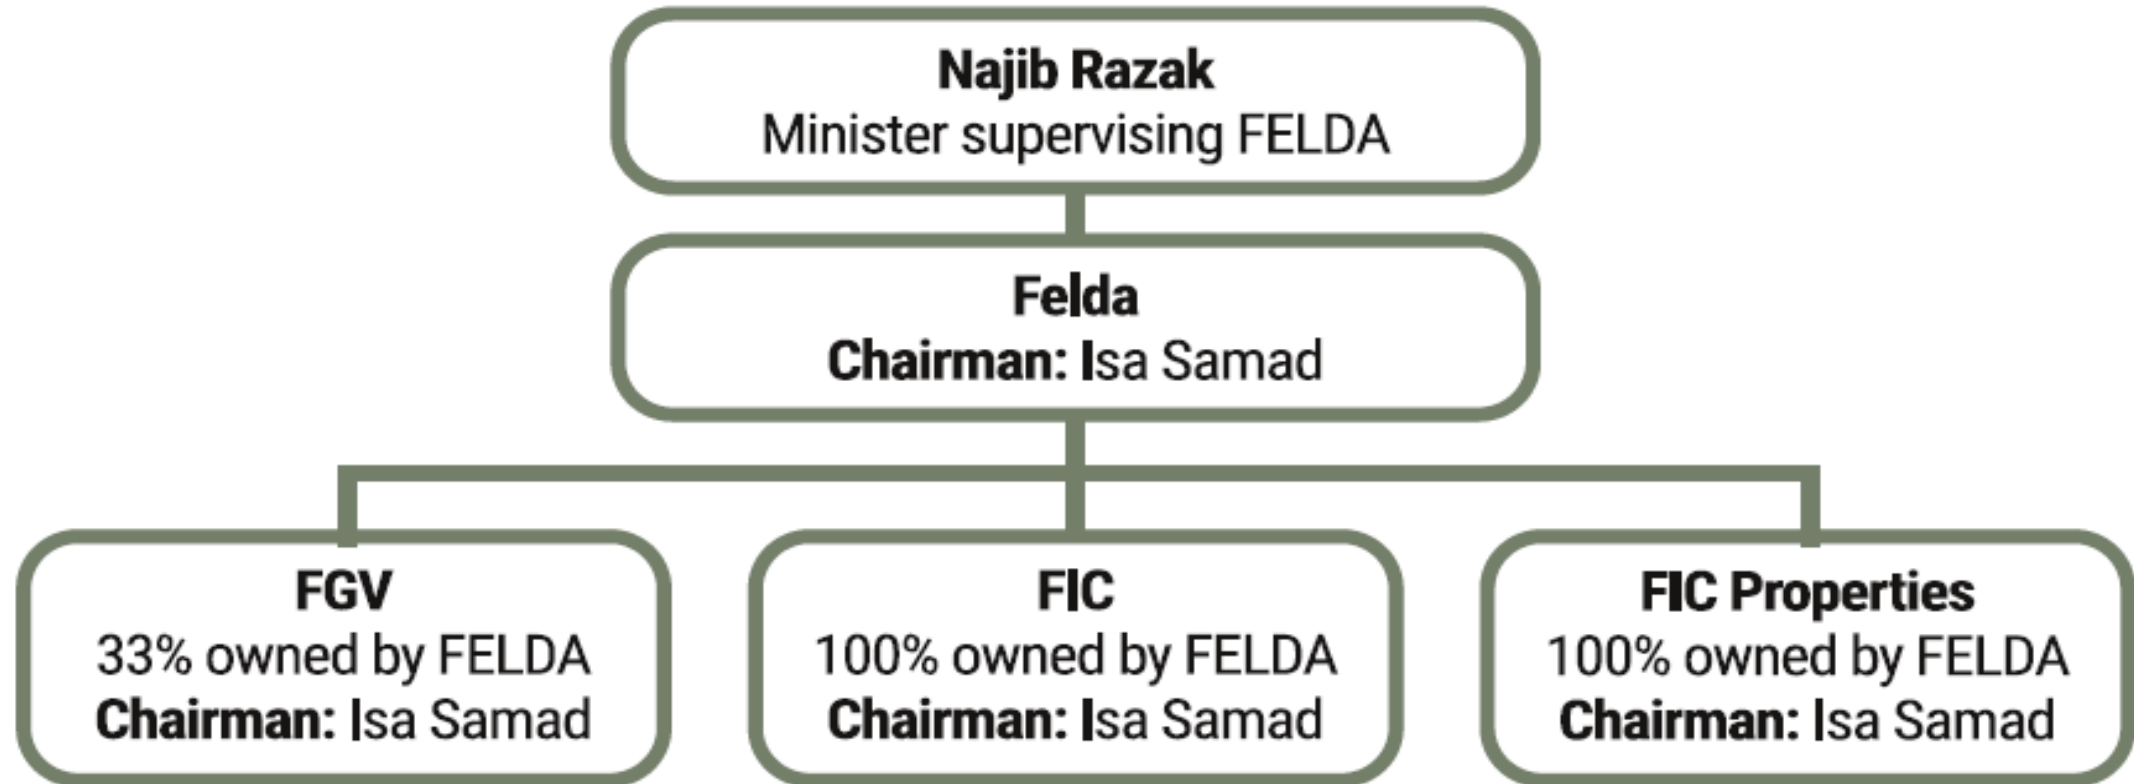 Najib Razak
Minister supervising FELDA
Felda
Chairman: Isa Samad
FGV
33% owned by FELDA
Chairman: Isa Samad
FIC
100% owned by FELDA
Chairman: Isa Samad
FIC Properties
100% owned by FELDA
Chairman: Isa Samad